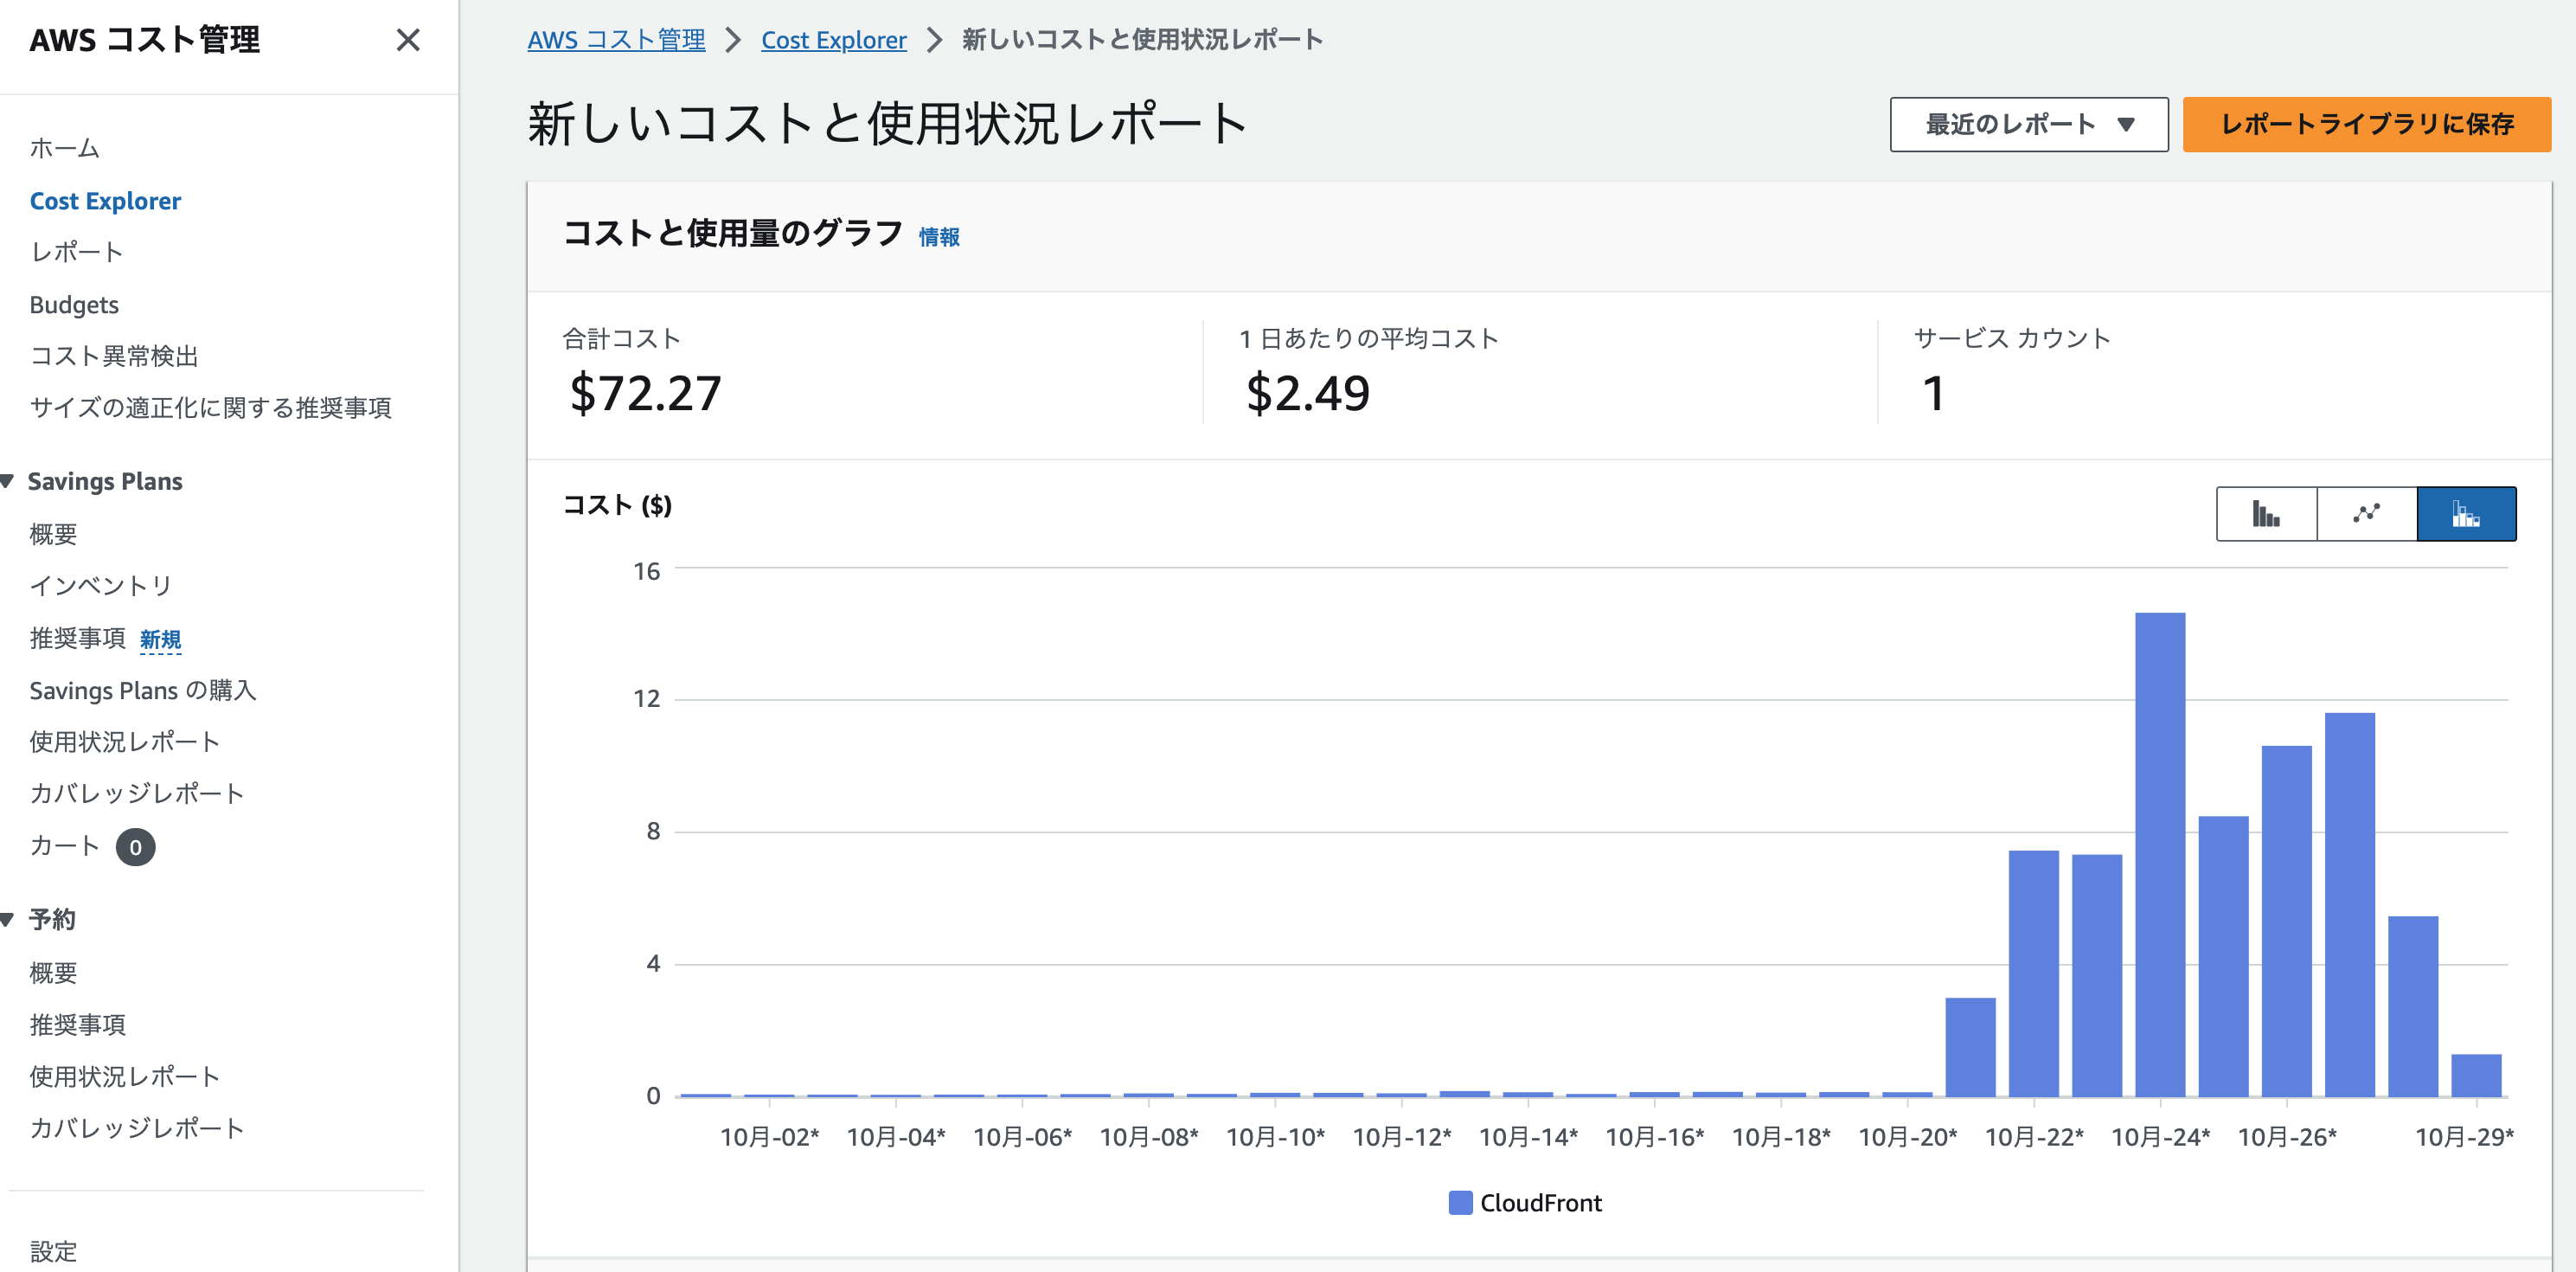 AWS コスト管理
ホーム
Cost Explorer
レポート
Budgets
コスト異常検出
サイズの適正化に関する推奨事項
Savings Plans
概要
インベントリ
推奨事項 新規
Savings Plans の購入
使用状況レポート
カバレッジレポート
カート 0
予約
概要
推奨事項
使用状況レポート
カバレッジレポート
設定
AWS コスト管理 Cost Explorer 新しいコストと使用状況レポート
新しいコストと使用状況レポート
最近のレポート
レポートライブラリに保存
コストと使用量のグラフ 情報
合計コスト
$72.27
1 日あたりの平均コスト
$2.49
サービス カウント
1
コスト ($)
16
12
8
4
0
10月-02* 10月-04* 10月-06* 10月-08* 10月-10* 10月-12* 10月-14* 10月-16* 10月-18* 10月-20* 10月-22* 10月-24* 10月-26* 10月-29*
CloudFront